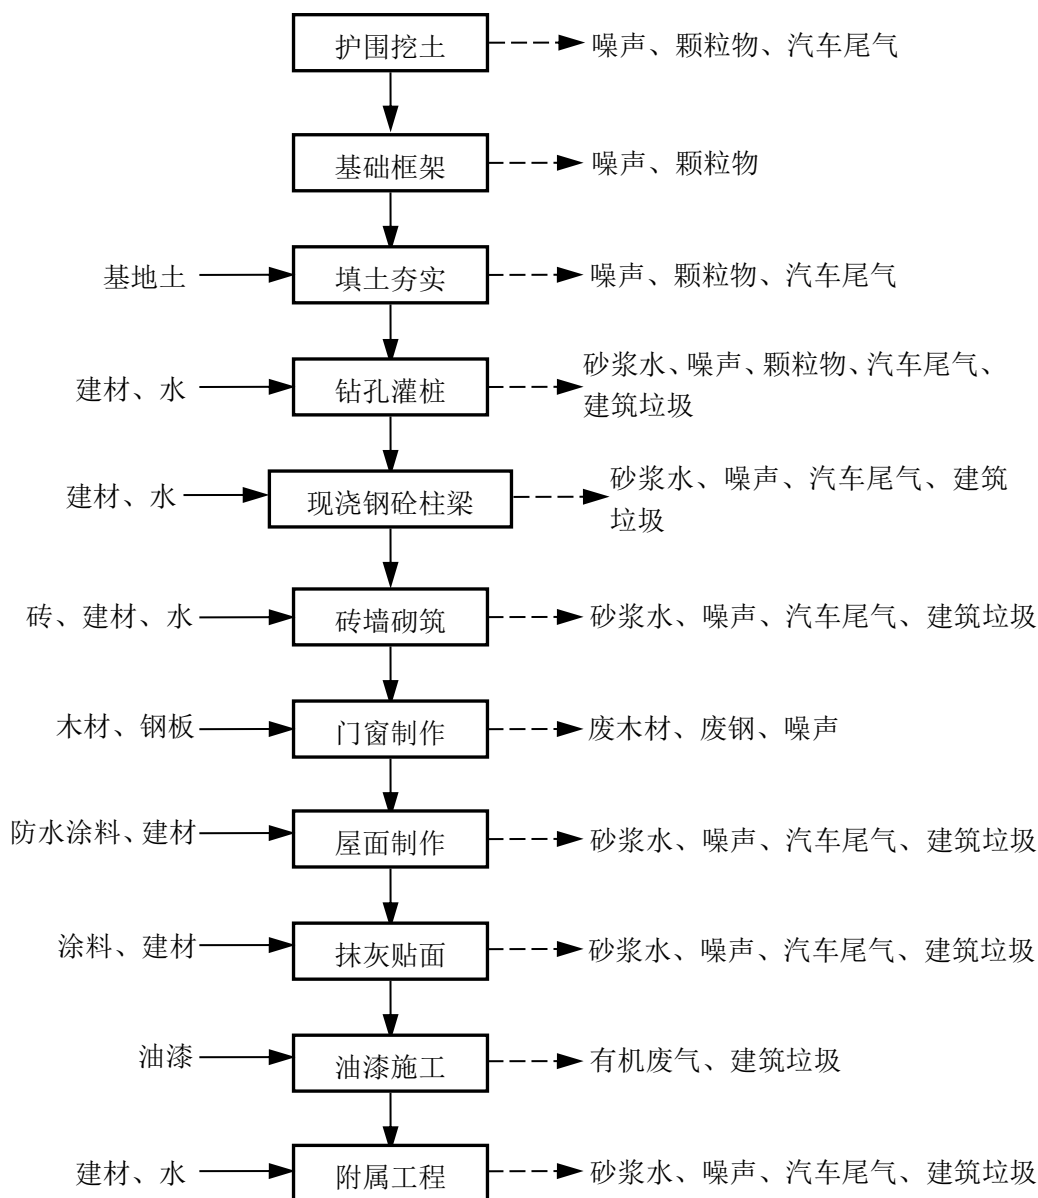 护围挖土
噪声、颗粒物、汽车尾气
基础框架
噪声、颗粒物
基地土
填土夯实
噪声、颗粒物、汽车尾气
建材、水
钻孔灌桩
砂浆水、噪声、颗粒物、汽车尾气、
建筑垃圾
建材、水
现浇钢砼柱梁
砂浆水、噪声、汽车尾气、建筑
垃圾
砖、建材、水
砖墙砌筑
砂浆水、噪声、汽车尾气、建筑垃圾
木材、钢板
门窗制作
废木材、废钢、噪声
防水涂料、建材
屋面制作
砂浆水、噪声、汽车尾气、建筑垃圾
涂料、建材
抹灰贴面
砂浆水、噪声、汽车尾气、建筑垃圾
油漆
油漆施工
有机废气、建筑垃圾
建材、水
附属工程
砂浆水、噪声、汽车尾气、建筑垃圾